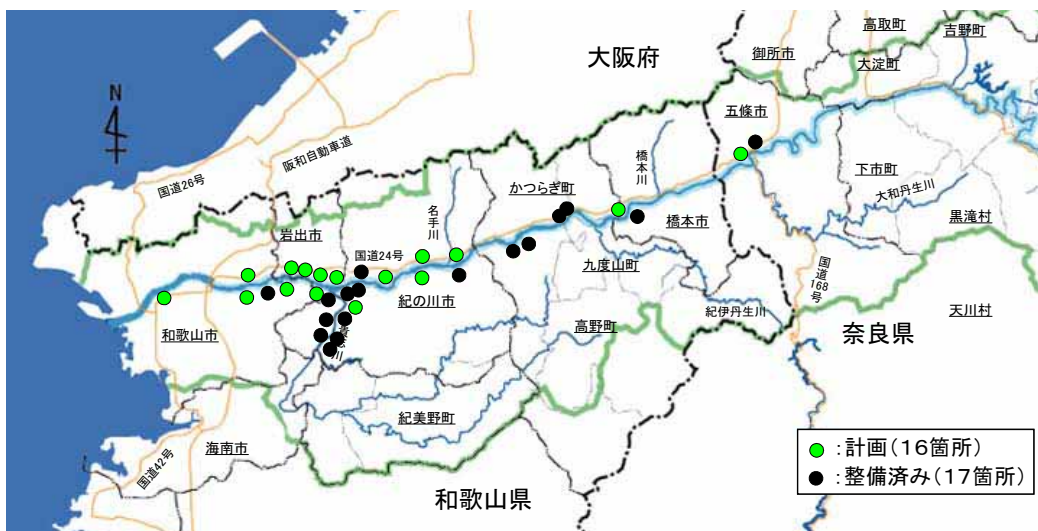 高取町
吉野町
御所市
大淀町
大阪府
N
五條市
阪和自動車道
国道26号
橋本川
下市町
大和丹生川
かつらぎ町
名手川
黒滝村
橋本市
岩出市
国道24号
九度山町
国道168号
紀の川市
紀伊丹生川
天川村
和歌山市
高野町
奈良県
紀美野町
海南市
国道42号
和歌山県
：計画(16箇所)
：整備済み(17箇所)